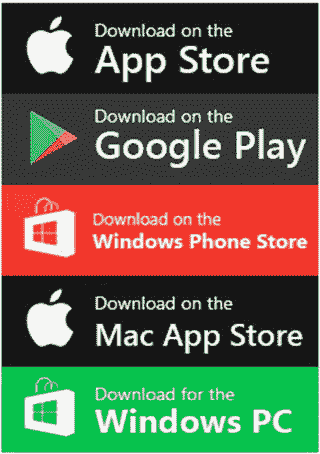 Download on the
App Store
Download on the
Google Play
Download on the
Windows Phone Store
Download on the
Mac App Store
Download for the
Windows PC